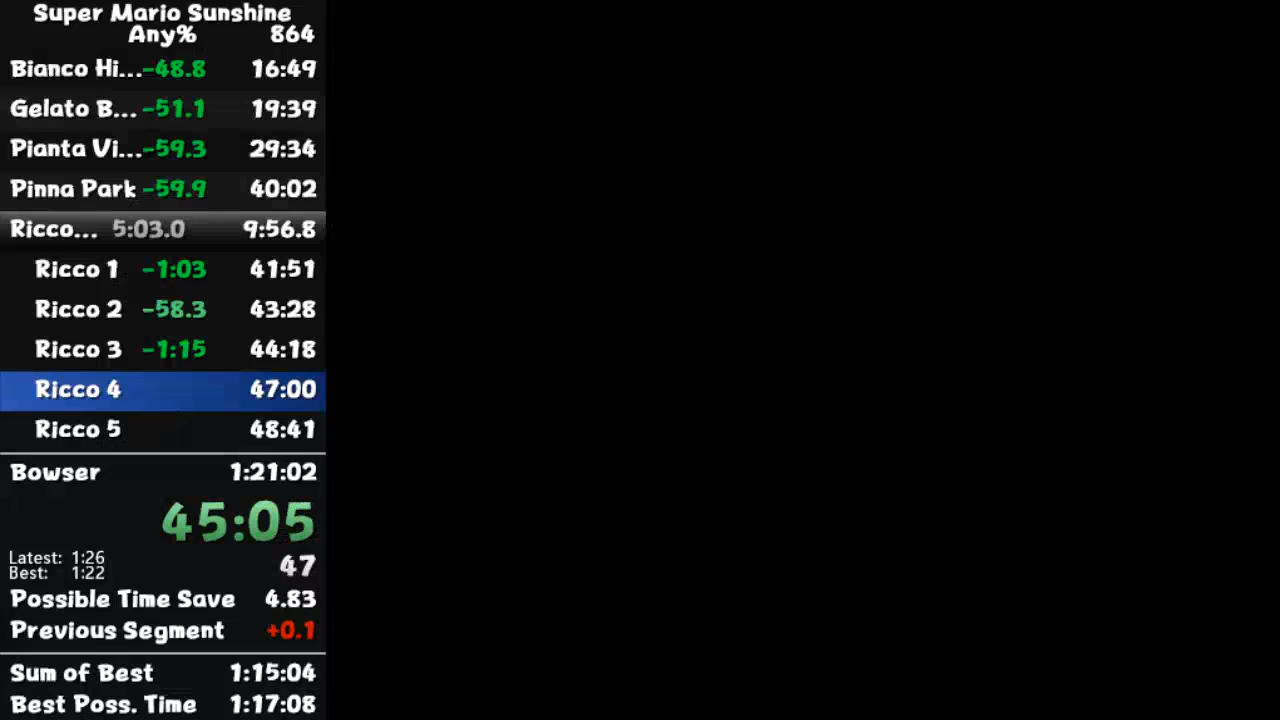 Super Mario Sunshine
Any% 864
Bianco Hi... -48.8 16:49
Gelato B... -51.1 19:39
Pianta Vi... -59.3 29:34
Pinna Park -59.9 40:02
Ricco... 5:03.0 9:56.8
Ricco 1 -1:03 41:51
Ricco 2 -58.3 43:28
Ricco 3 -1:15 44:18
Ricco 4 47:00
Ricco 5 48:41
Bowser 1:21:02
45:05
Latest: 1:26
Best: 1:22
47
Possible Time Save 4.83
Previous Segment +0.1
Sum of Best 1:15:04
Best Poss. Time 1:17:08